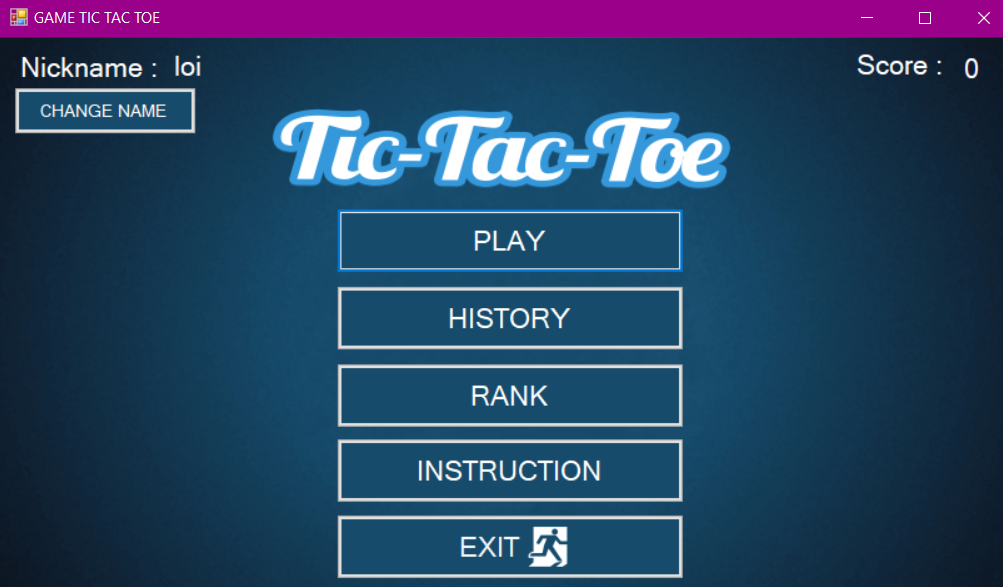 GAME TIC TAC TOE
Nickname : loi
Score : 0
CHANGE NAME
Tic-Tac-Toe
PLAY
HISTORY
RANK
INSTRUCTION
EXIT